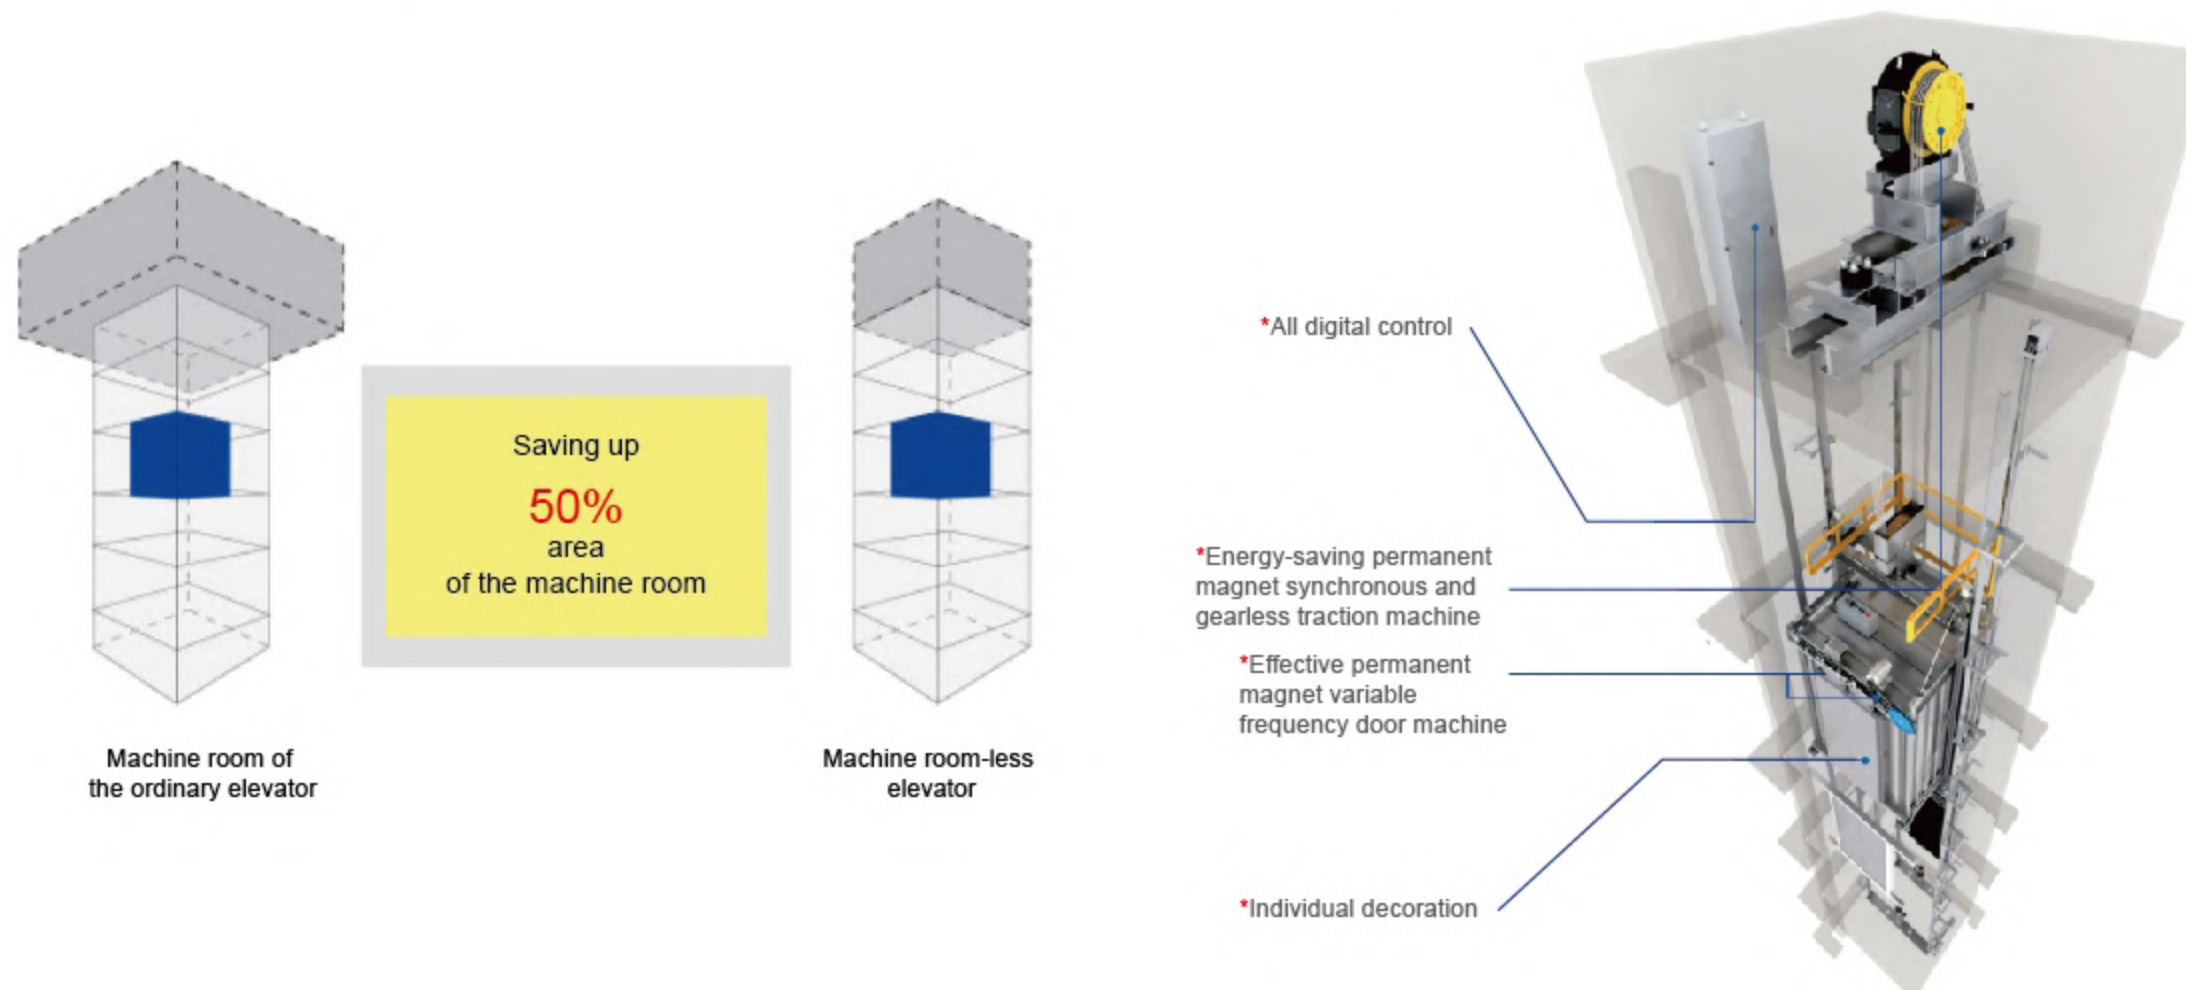 Saving up
50%
area
of the machine room
Machine room of
the ordinary elevator
Machine room-less
elevator
*All digital control
*Energy-saving permanent
magnet synchronous and
gearless traction machine
*Effective permanent
magnet variable
frequency door machine
*Individual decoration